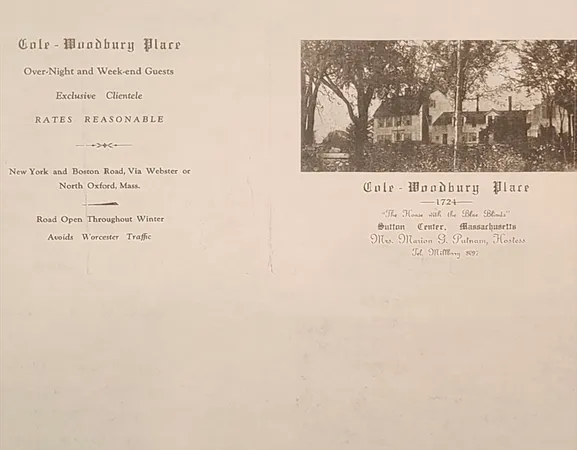 Cole-Woodbury Place
Over-Night and Week-end Guests
Exclusive Clientele
RATES REASONABLE
New York and Boston Road, Via Webster or
North Oxford, Mass.
Road Open Throughout Winter
Avoids Worcester Traffic
Cole-Woodbury Place
1724
"The House with the Blue Blinds"
Sutton Center, Massachusetts
Mrs. Marion G. Putnam, Hostess
Tel. Millbury